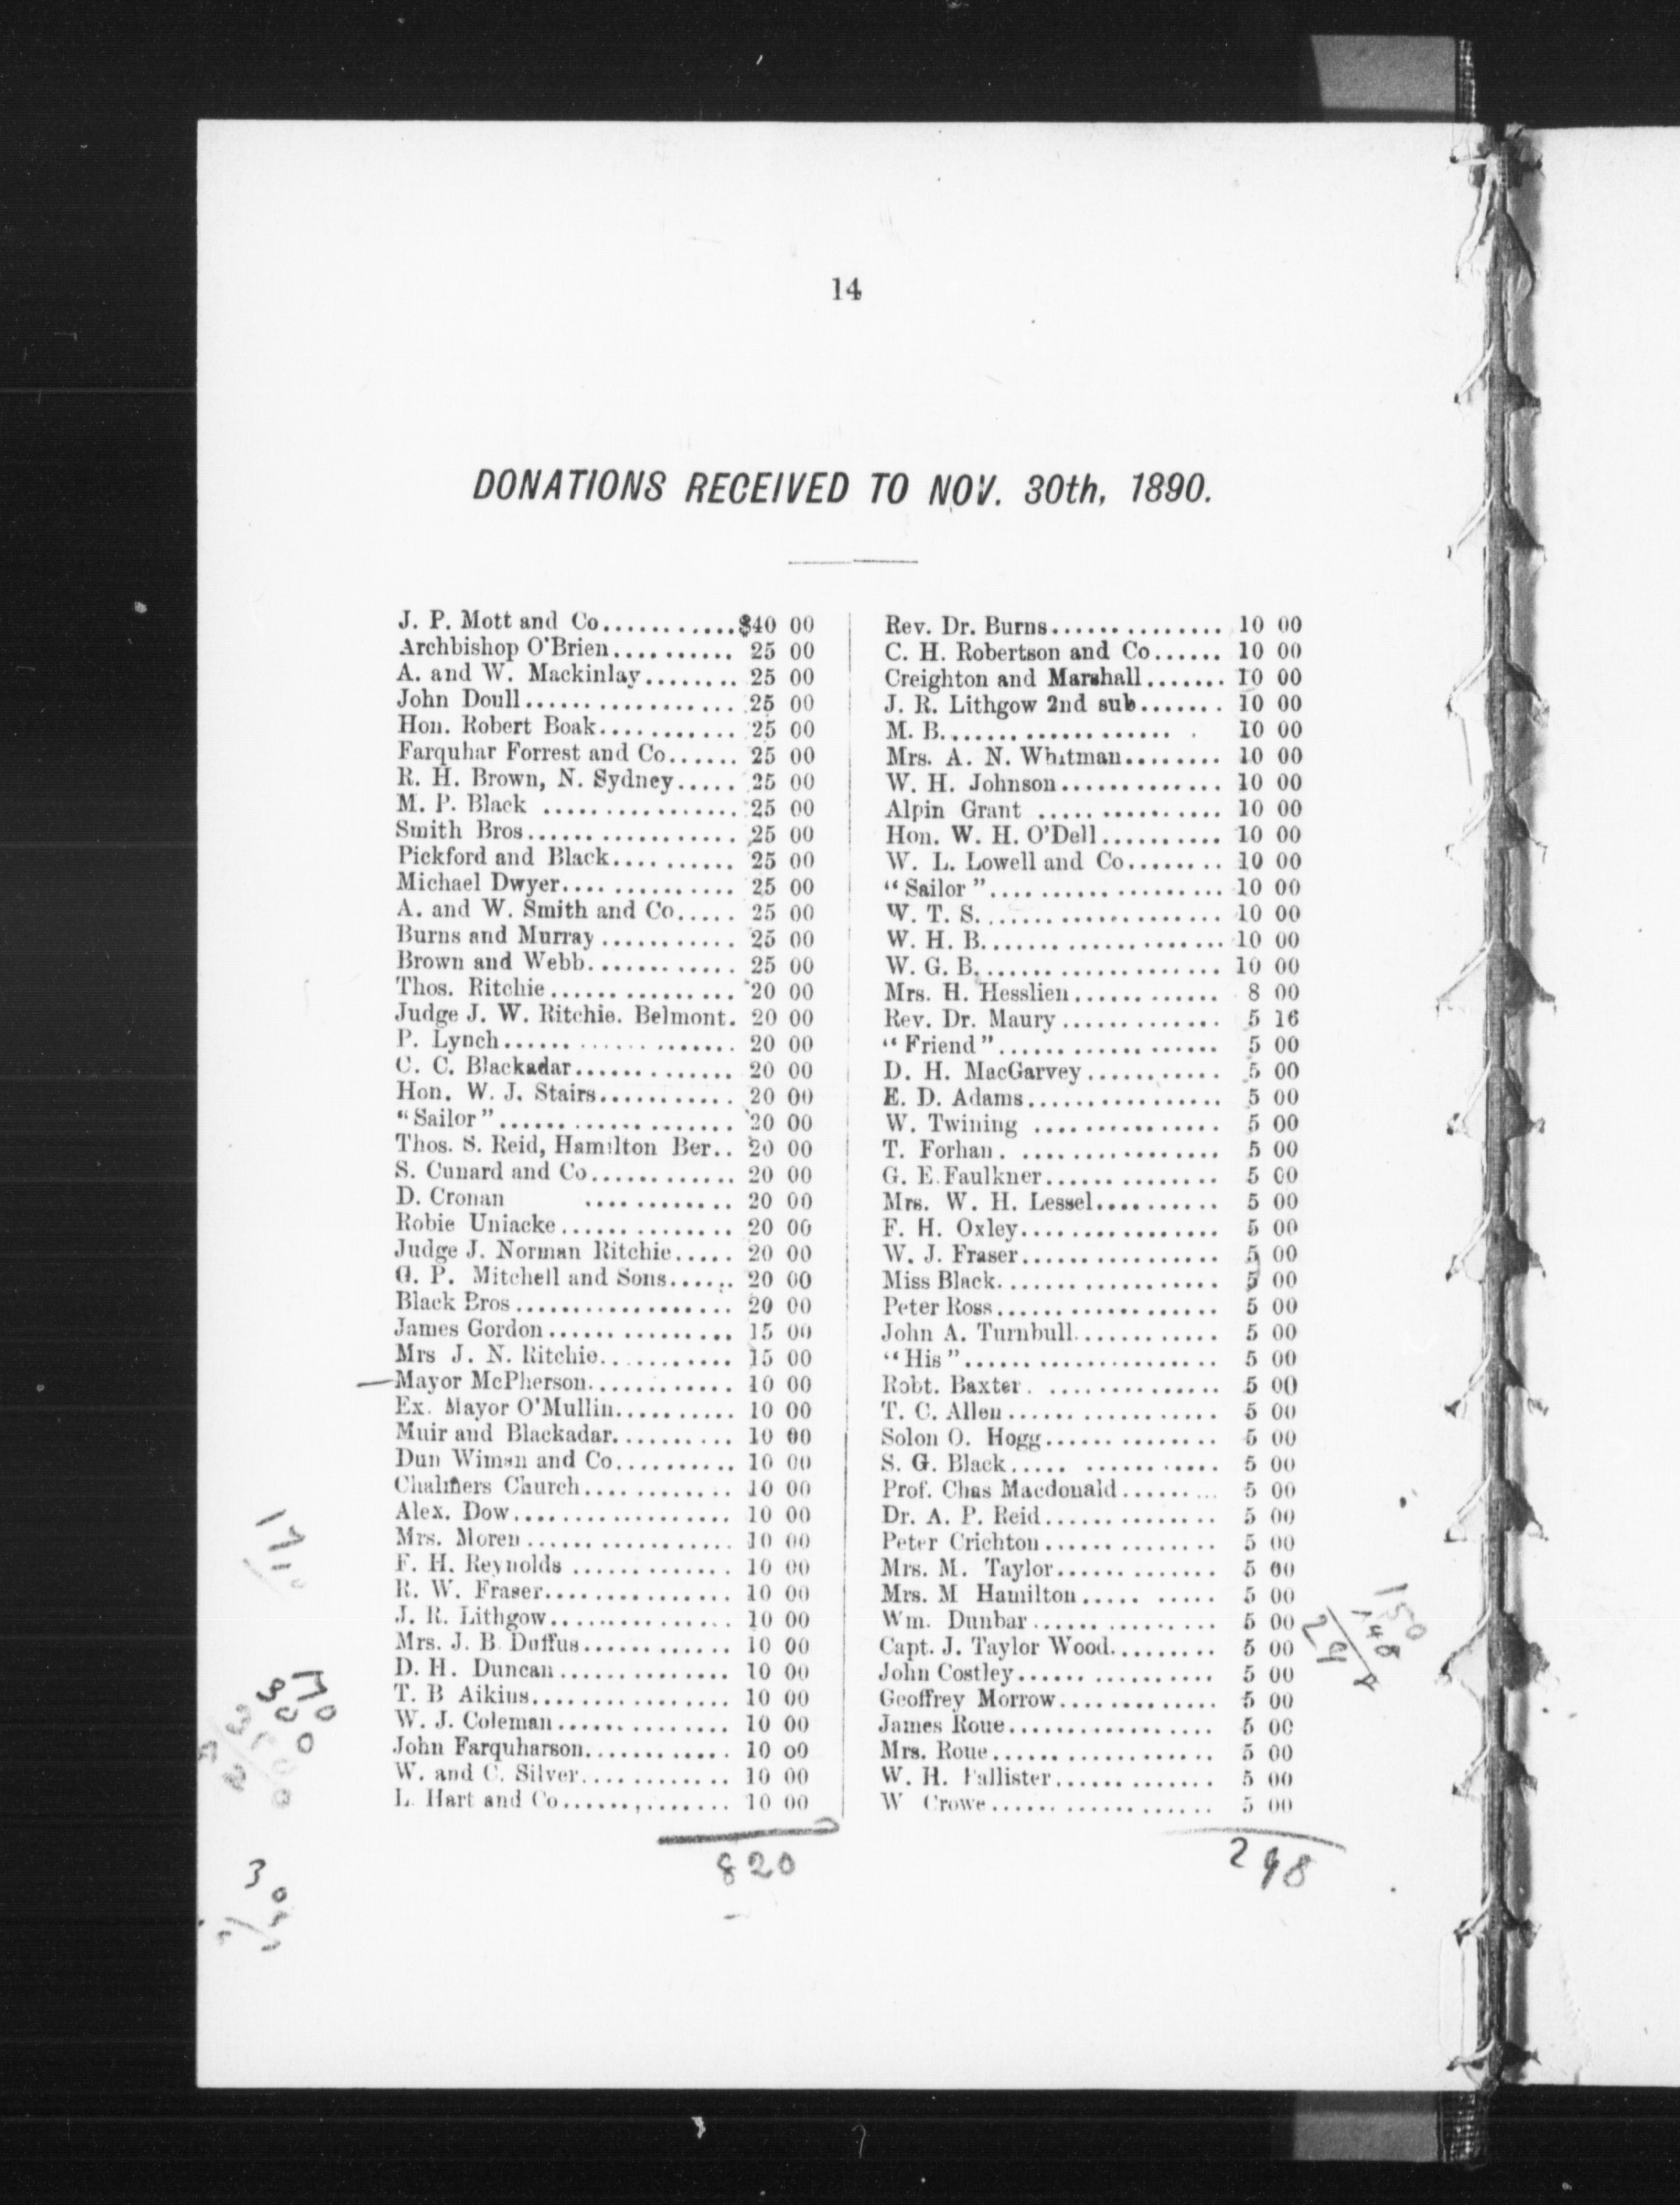 14
DONATIONS RECEIVED TO NOV. 30th, 1890.
J. P. Mott and Co............$40 00
Archbishop O'Brien.......... 25 00
A. and W. Mackinlay........ 25 00
John Doull.................. 25 00
Hon. Robert Boak............ 25 00
Farquhar Forrest and Co...... 25 00
R. H. Brown, N. Sydney..... 25 00
M. P. Black ................ 25 00
Smith Bros.................. 25 00
Pickford and Black.......... 25 00
Michael Dwyer.............. 25 00
A. and W. Smith and Co..... 25 00
Burns and Murray........... 25 00
Brown and Webb............ 25 00
Thos. Ritchie............... 20 00
Judge J. W. Ritchie. Belmont. 20 00
P. Lynch.................... 20 00
C. C. Blackadar............. 20 00
Hon. W. J. Stairs........... 20 00
"Sailor".................... 20 00
Thos. S. Reid, Hamilton Ber.. 20 00
S. Cunard and Co............ 20 00
D. Cronan ............. 20 00
Robie Uniacke.............. 20 00
Judge J. Norman Ritchie..... 20 00
G. P. Mitchell and Sons...... 20 00
Black Bros.................. 20 00
James Gordon............... 15 00
Mrs J. N. Ritchie........... 15 00
—Mayor McPherson............ 10 00
Ex. Mayor O'Mullin.......... 10 00
Muir and Blackadar.......... 10 00
Dun Wiman and Co.......... 10 00
Chalmers Church............ 10 00
Alex. Dow.................. 10 00
Mrs. Moren................. 10 00
F. H. Reynolds ............. 10 00
R. W. Fraser................ 10 00
J. R. Lithgow............... 10 00
Mrs. J. B. Duffus............ 10 00
D. H. Duncan.............. 10 00
T. B Aikins................. 10 00
W. J. Coleman.............. 10 00
John Farquharson............ 10 00
W. and C. Silver............ 10 00
L. Hart and Co.............. 10 00
820
Rev. Dr. Burns.............. 10 00
C. H. Robertson and Co...... 10 00
Creighton and Marshall....... 10 00
J. R. Lithgow 2nd sub....... 10 00
M. B.................... . 10 00
Mrs. A. N. Whitman........ 10 00
W. H. Johnson............. 10 00
Alpin Grant ............... 10 00
Hon. W. H. O'Dell.......... 10 00
W. L. Lowell and Co........ 10 00
"Sailor"................... 10 00
W. T. S.................... 10 00
W. H. B.................... 10 00
W. G. B.................... 10 00
Mrs. H. Hesslien............ 8 00
Rev. Dr. Maury............. 5 16
"Friend".................. 5 00
D. H. MacGarvey........... 5 00
E. D. Adams................ 5 00
W. Twining ............... 5 00
T. Forhan. ................ 5 00
G. E. Faulkner.............. 5 00
Mrs. W. H. Lessel.......... 5 00
F. H. Oxley................ 5 00
W. J. Fraser................ 5 00
Miss Black.................. 5 00
Peter Ross.................. 5 00
John A. Turnbull............ 5 00
"His"..................... 5 00
Robt. Baxter. .............. 5 00
T. C. Allen................. 5 00
Solon O. Hogg.............. 5 00
S. G. Black..... ........... 5 00
Prof. Chas Macdonald........ 5 00
Dr. A. P. Reid.............. 5 00
Peter Crichton.............. 5 00
Mrs. M. Taylor............. 5 00
Mrs. M Hamilton..... ..... 5 00
Wm. Dunbar............... 5 00
Capt. J. Taylor Wood......... 5 00
John Costley................ 5 00
Geoffrey Morrow............. 5 00
James Roue................. 5 00
Mrs. Roue.................. 5 00
W. H. Pallister.............. 5 00
W Crowe.................. 5 00
298
150
148
298